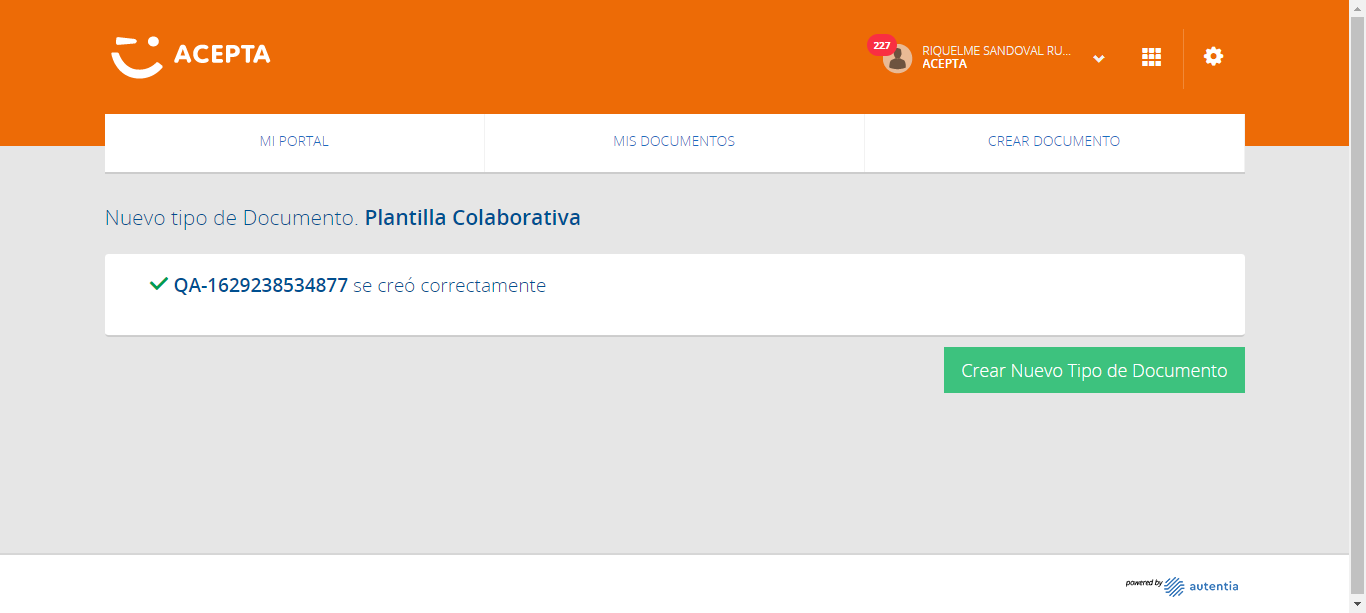 ACEPTA
227
RIQUELME SANDOVAL RU...
ACEPTA
MI PORTAL
MIS DOCUMENTOS
CREAR DOCUMENTO
Nuevo tipo de Documento. Plantilla Colaborativa
QA-1629238534877 se creó correctamente
Crear Nuevo Tipo de Documento
powered by autentia